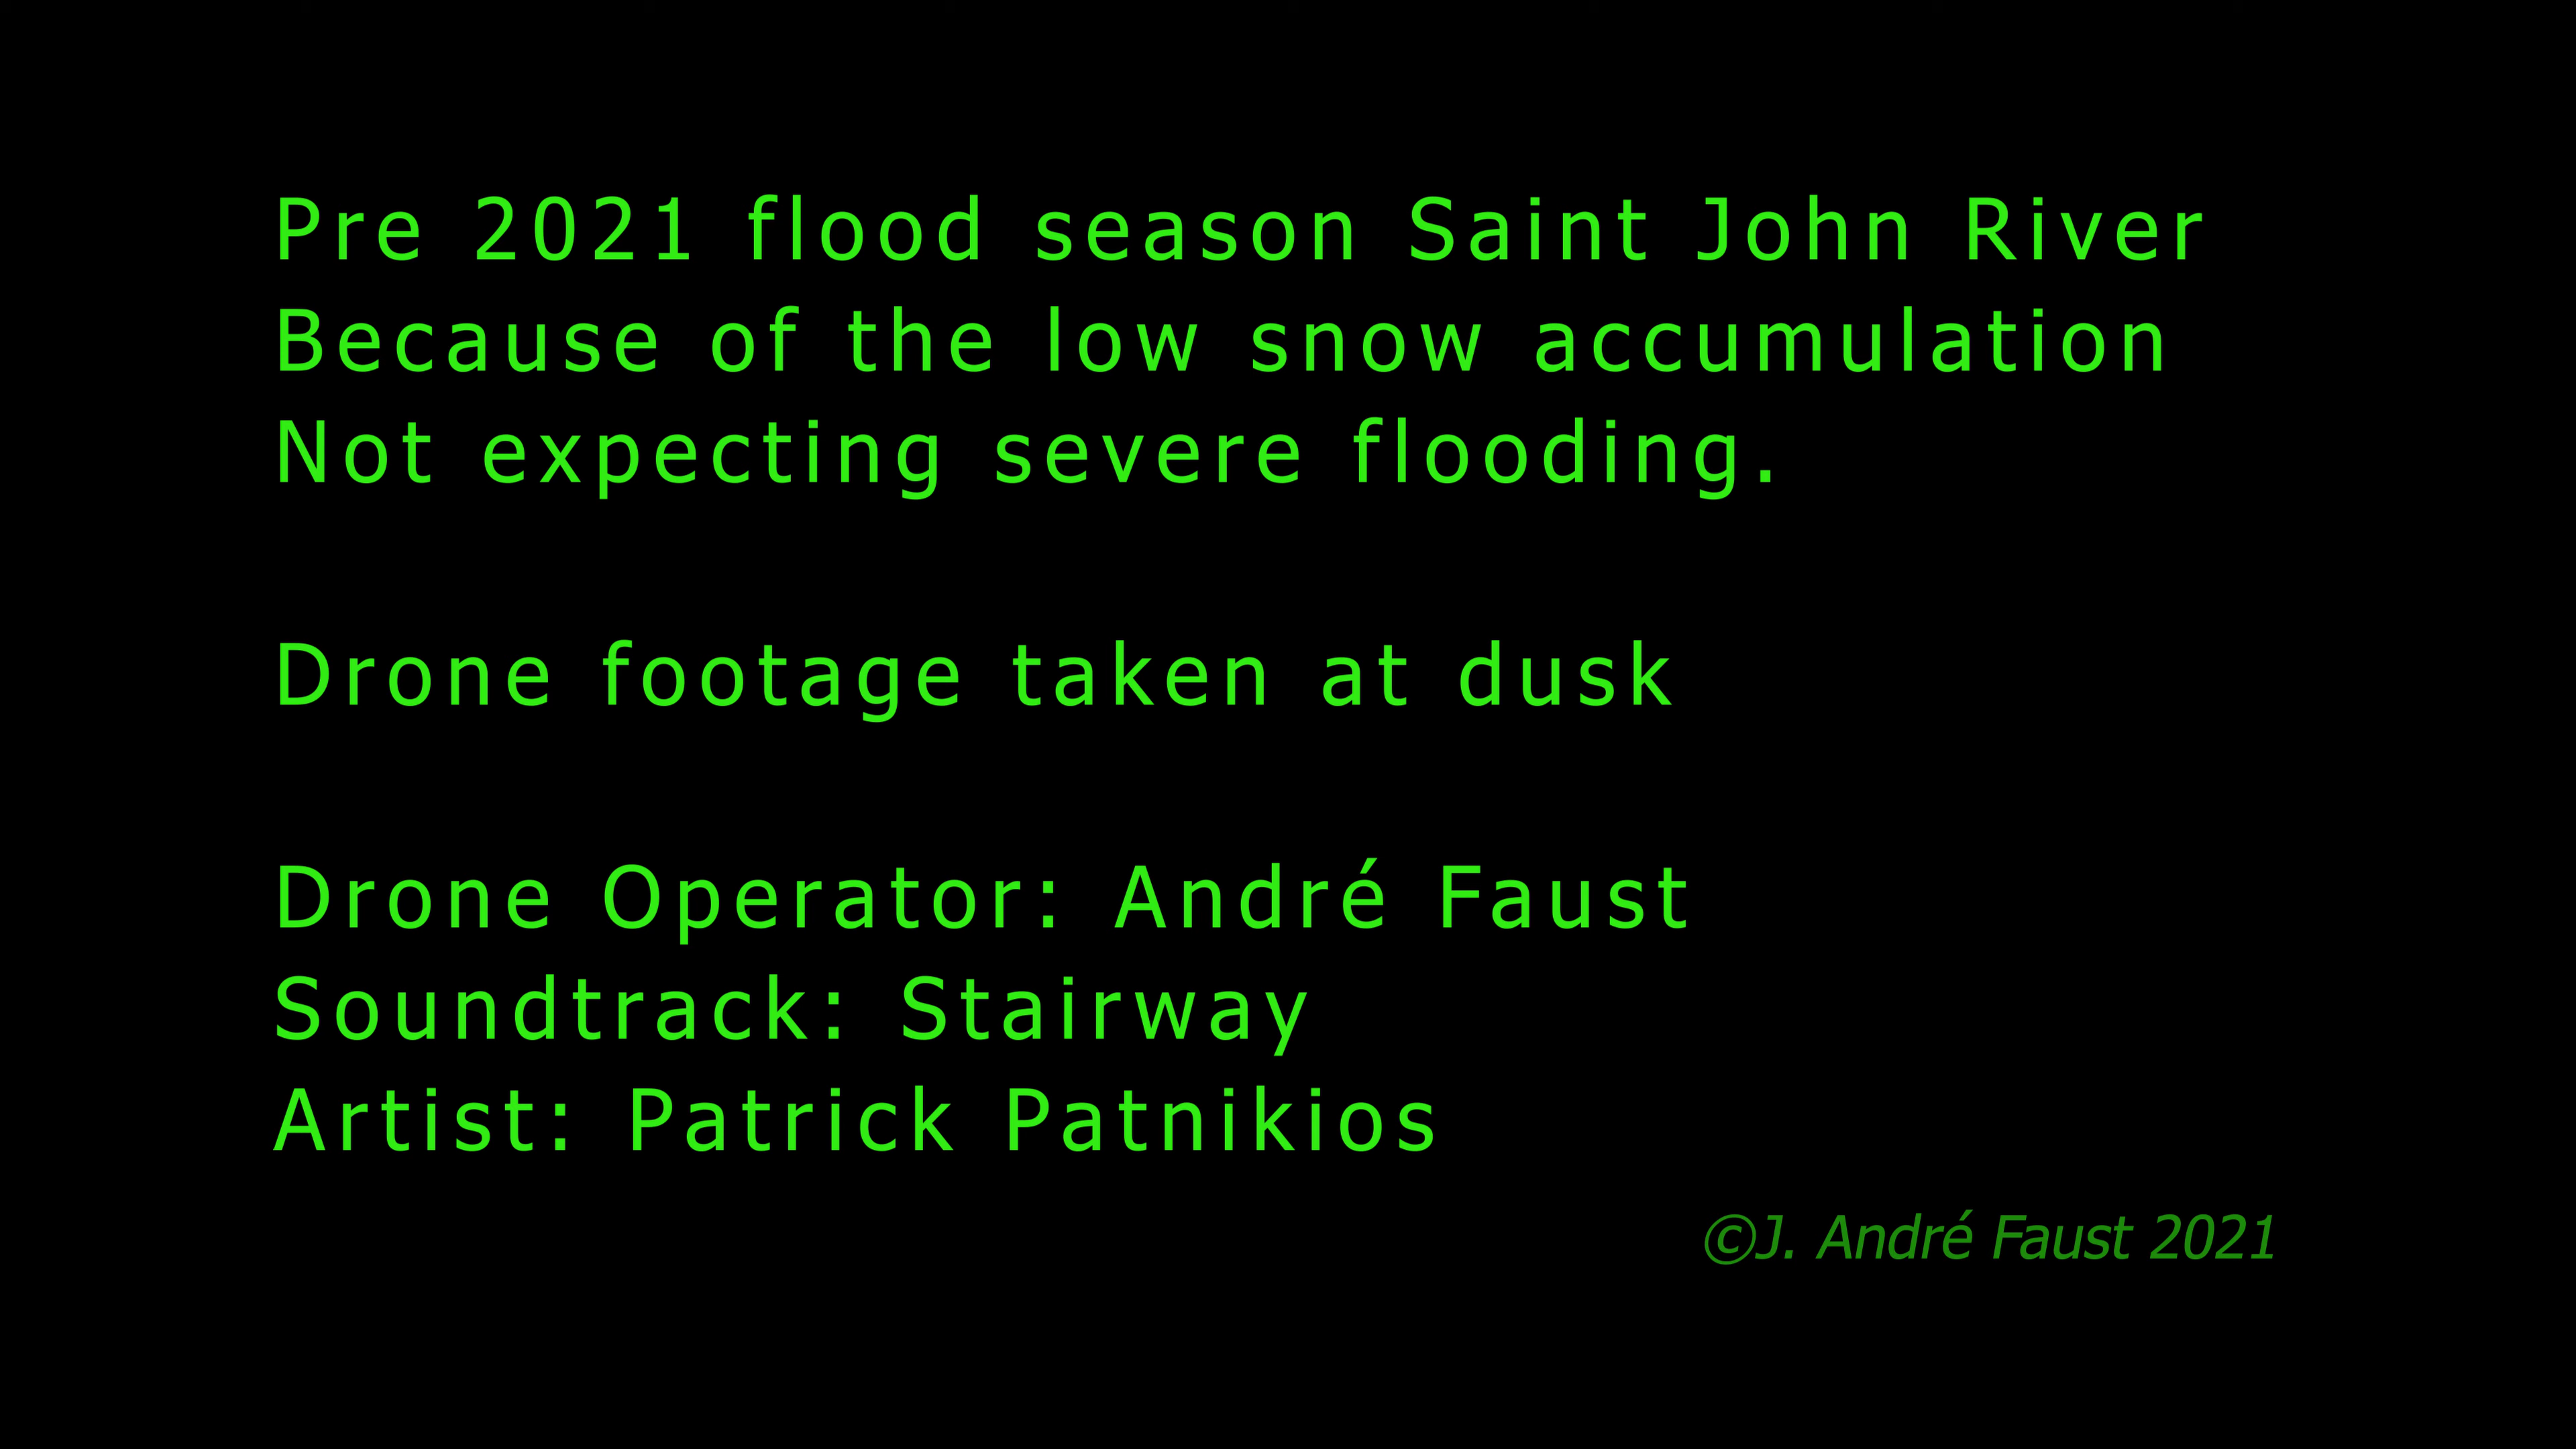 Pre 2021 flood season Saint John River
Because of the low snow accumulation
Not expecting severe flooding.
Drone footage taken at dusk
Drone Operator: André Faust
Soundtrack: Stairway
Artist: Patrick Patnikios
©J. André Faust 2021